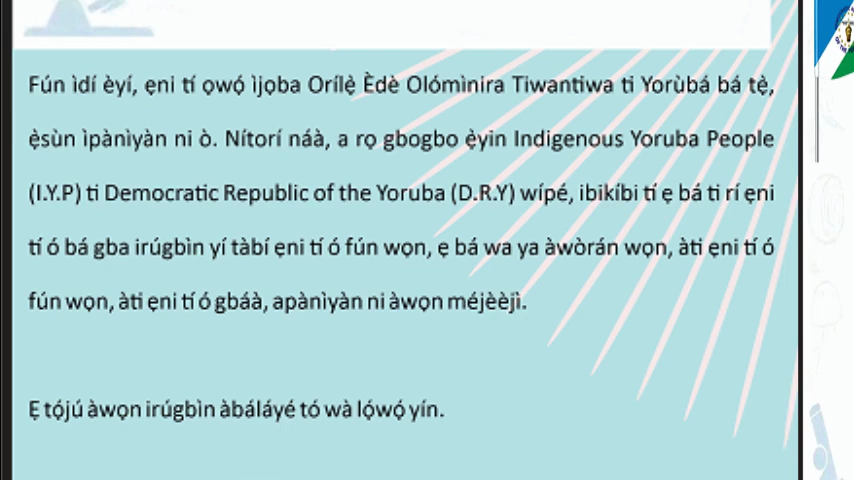 Fún ìdí èyí, ẹni tí ọwọ́ ìjọba Orílẹ̀ Èdè Olómìnira Tiwantiwa ti Yorùbá bá tẹ̀,
ẹ̀sùn ìpànìyàn ni ò. Nítorí náà, a rọ gbogbo ẹ̀yin Indigenous Yoruba People
(I.Y.P) ti Democratic Republic of the Yoruba (D.R.Y) wípé, ibikíbi tí ẹ bá ti rí ẹni
tí ó bá gba irúgbìn yí tàbí ẹni tí ó fún wọn, ẹ bá wa ya àwòrán wọn, àti ẹni tí ó
fún wọn, àti ẹni tí ó gbáà, apànìyàn ni àwọn méjèèjì.
Ẹ tọ́jú àwọn irúgbìn àbáláyé tó wà lọ́wọ́ yín.